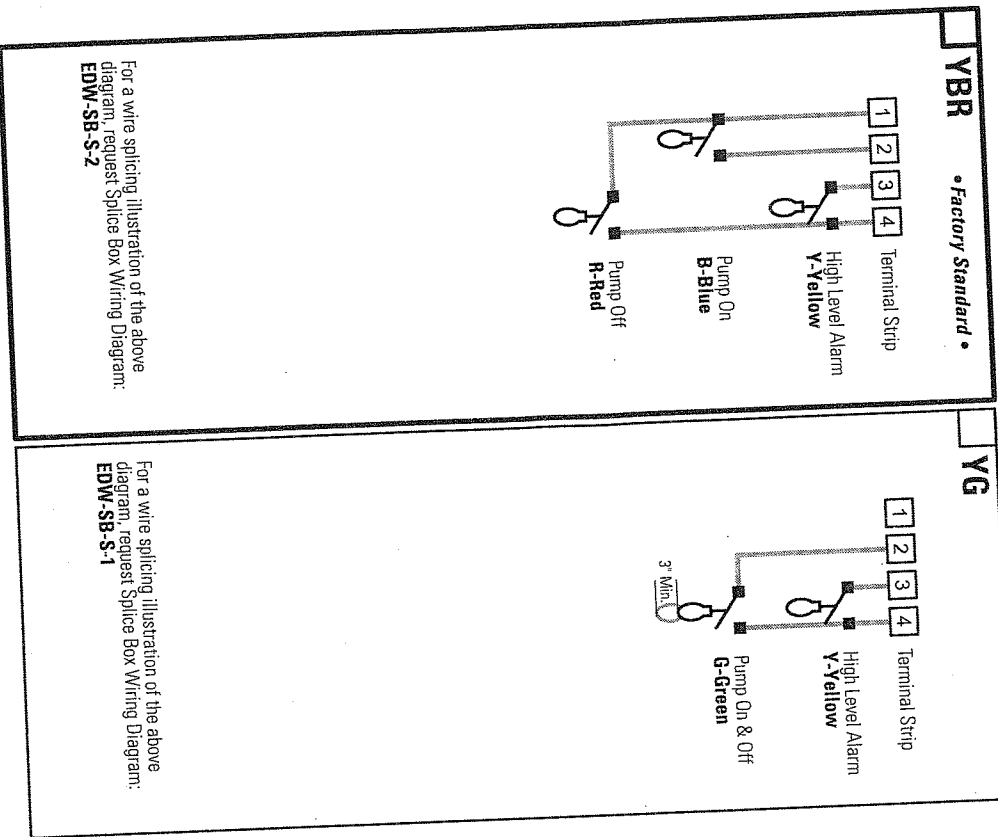 YBR
• Factory Standard •
1 2 3 4 Terminal Strip
High Level Alarm
Y-Yellow
Pump On
B-Blue
Pump Off
R-Red
For a wire splicing illustration of the above
diagram, request Splice Box Wiring Diagram:
EDW-SB-S-2
YG
1 2 3 4 Terminal Strip
High Level Alarm
Y-Yellow
Pump On & Off
G-Green
3" Min.
For a wire splicing illustration of the above
diagram, request Splice Box Wiring Diagram:
EDW-SB-S-1